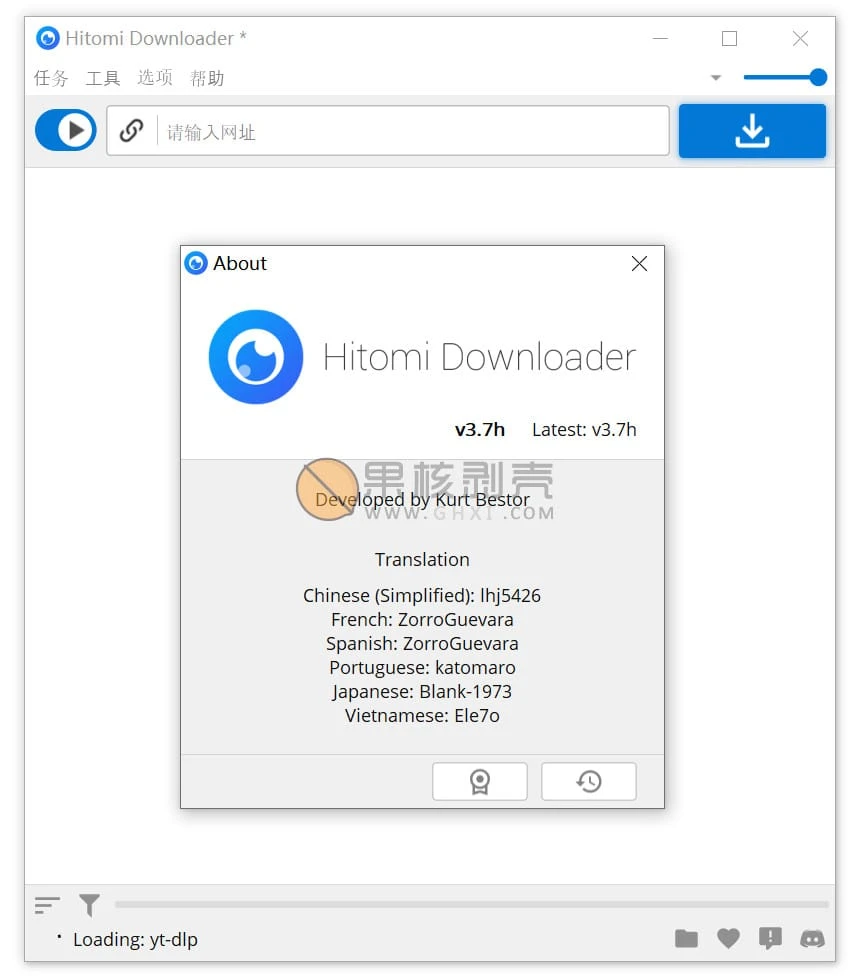 Hitomi Downloader *
任务 工具 选项 帮助
请输入网址
About
Hitomi Downloader
v3.7h Latest: v3.7h
果核剥壳
Developed by Kurt Bestor
WWW.GHXI.COM
Translation
Chinese (Simplified): lhj5426
French: ZorroGuevara
Spanish: ZorroGuevara
Portuguese: katomaro
Japanese: Blank-1973
Vietnamese: Ele7o
Loading: yt-dlp